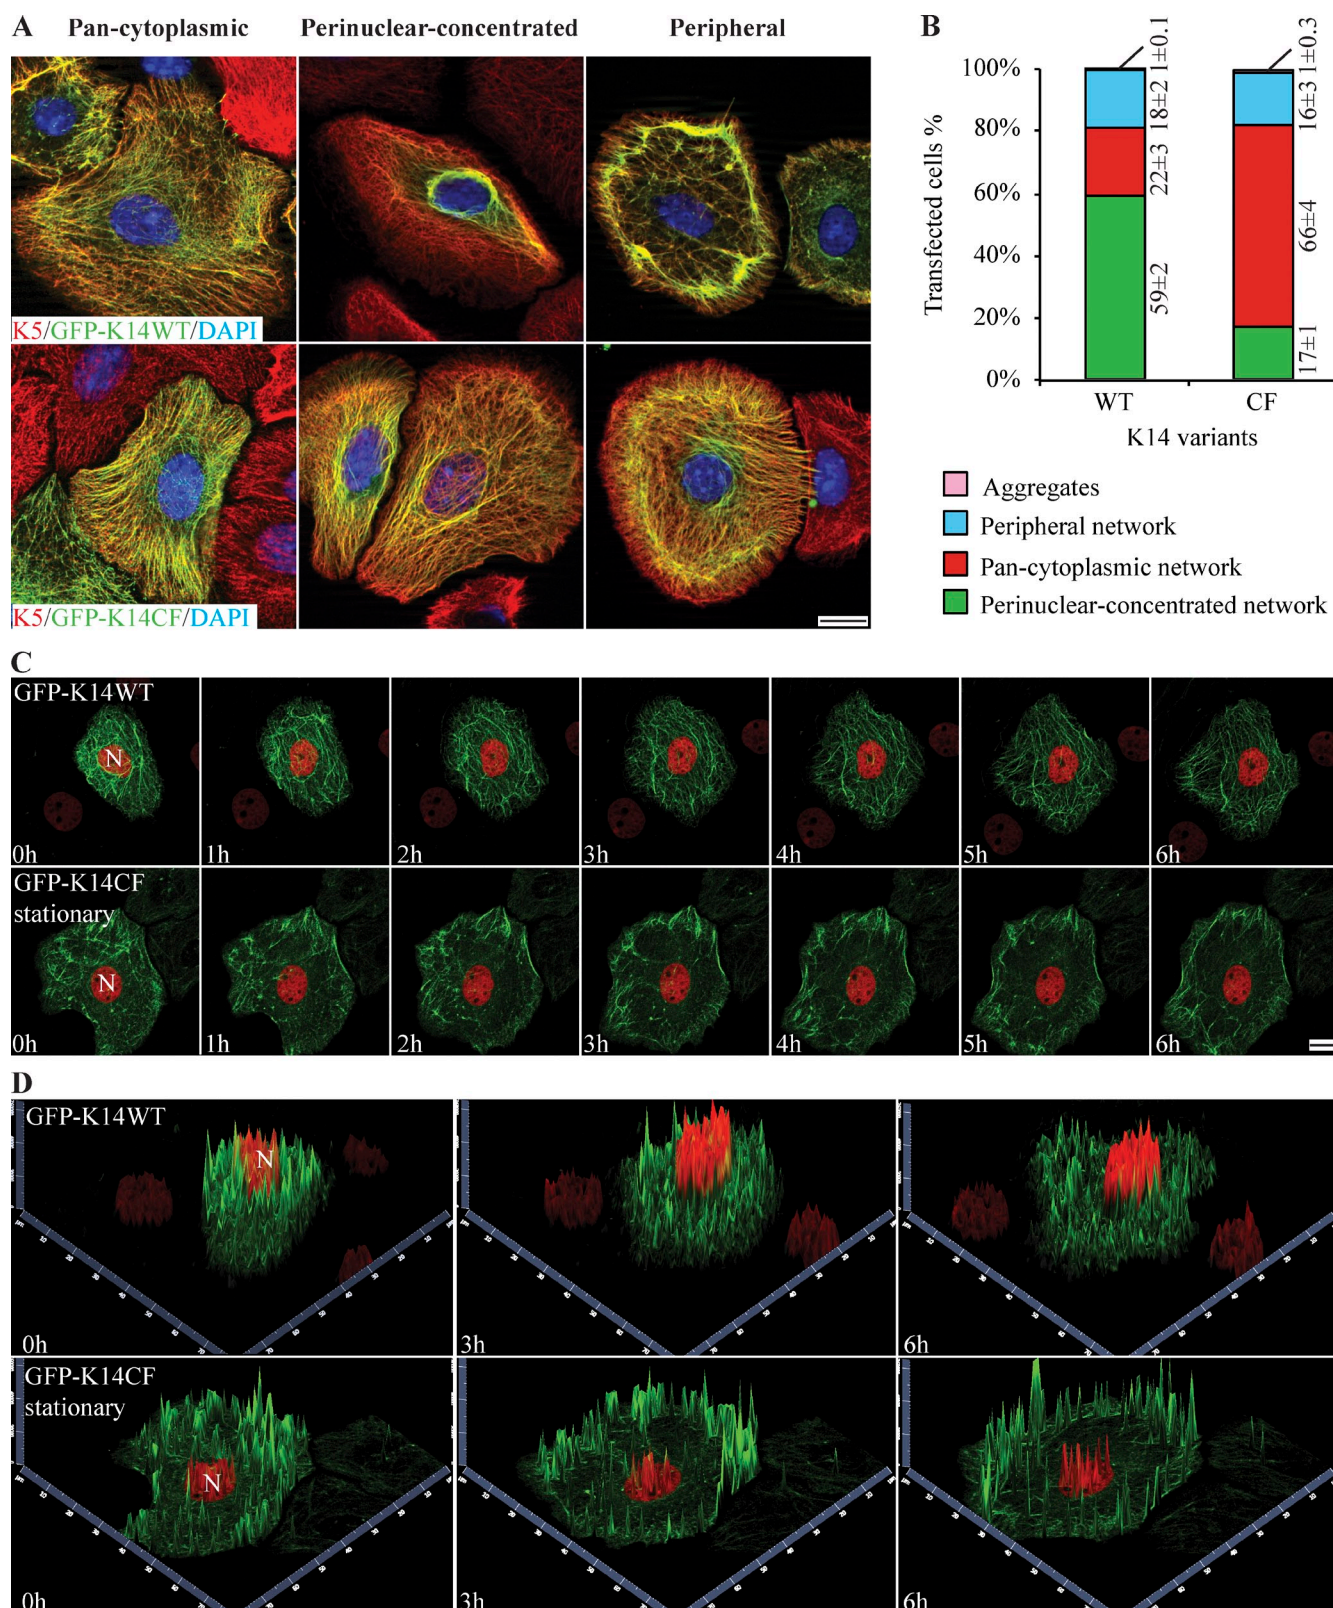 A
Pan-cytoplasmic
Perinuclear-concentrated
Peripheral
K5/GFP-K14WT/DAPI
K5/GFP-K14CF/DAPI
B
Transfected cells %
100%
80%
60%
40%
20%
0%
59±2
22±3
18±2
1±0.1
17±1
66±4
16±3
1±0.3
WT
CF
K14 variants
Aggregates
Peripheral network
Pan-cytoplasmic network
Perinuclear-concentrated network
C
GFP-K14WT
N
0h
1h
2h
3h
4h
5h
6h
GFP-K14CF
stationary
N
0h
1h
2h
3h
4h
5h
6h
D
GFP-K14WT
N
0h
3h
6h
GFP-K14CF
stationary
N
0h
3h
6h